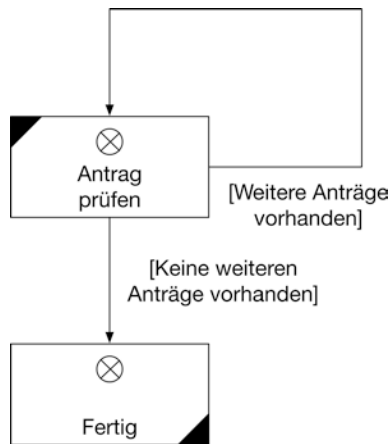 Antrag
prüfen
[Weitere Anträge
vorhanden]
[Keine weiteren
Anträge vorhanden]
Fertig